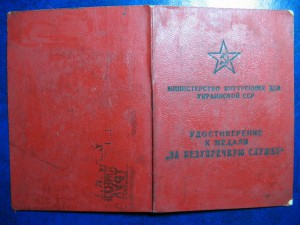 МИНИСТЕРСТВО ВНУТРЕННИХ ДЕЛ
УКРАИНСКОЙ ССР
УДОСТОВЕРЕНИЕ
К МЕДАЛИ
„ЗА БЕЗУПРЕЧНУЮ СЛУЖБУ"